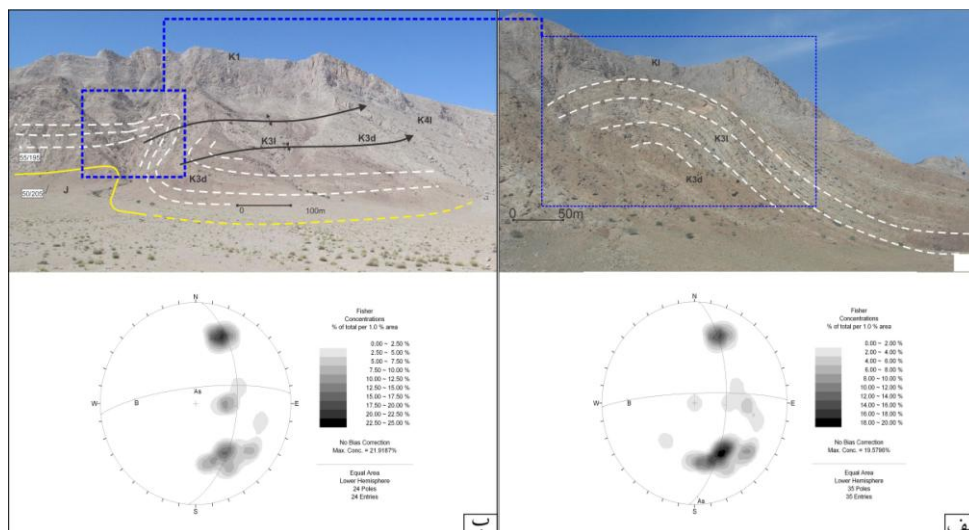 K1
K4l
K3l
K3d
K3d
55/195
50/205
J
0 100m
Kl
K3l
K3d
0 50m
N
W
B
As
E
S
Fisher
Concentrations
% of total per 1.0 % area
0.00 ~ 2.50 %
2.50 ~ 5.00 %
5.00 ~ 7.50 %
7.50 ~ 10.00 %
10.00 ~ 12.50 %
12.50 ~ 15.00 %
15.00 ~ 17.50 %
17.50 ~ 20.00 %
20.00 ~ 22.50 %
22.50 ~ 25.00 %
No Bias Correction
Max. Conc. = 21.9187%
Equal Area
Lower Hemisphere
24 Poles
24 Entries
ب
N
W
B
E
As
S
Fisher
Concentrations
% of total per 1.0 % area
0.00 ~ 2.00 %
2.00 ~ 4.00 %
4.00 ~ 6.00 %
6.00 ~ 8.00 %
8.00 ~ 10.00 %
10.00 ~ 12.00 %
12.00 ~ 14.00 %
14.00 ~ 16.00 %
16.00 ~ 18.00 %
18.00 ~ 20.00 %
No Bias Correction
Max. Conc. = 19.5786%
Equal Area
Lower Hemisphere
35 Poles
35 Entries